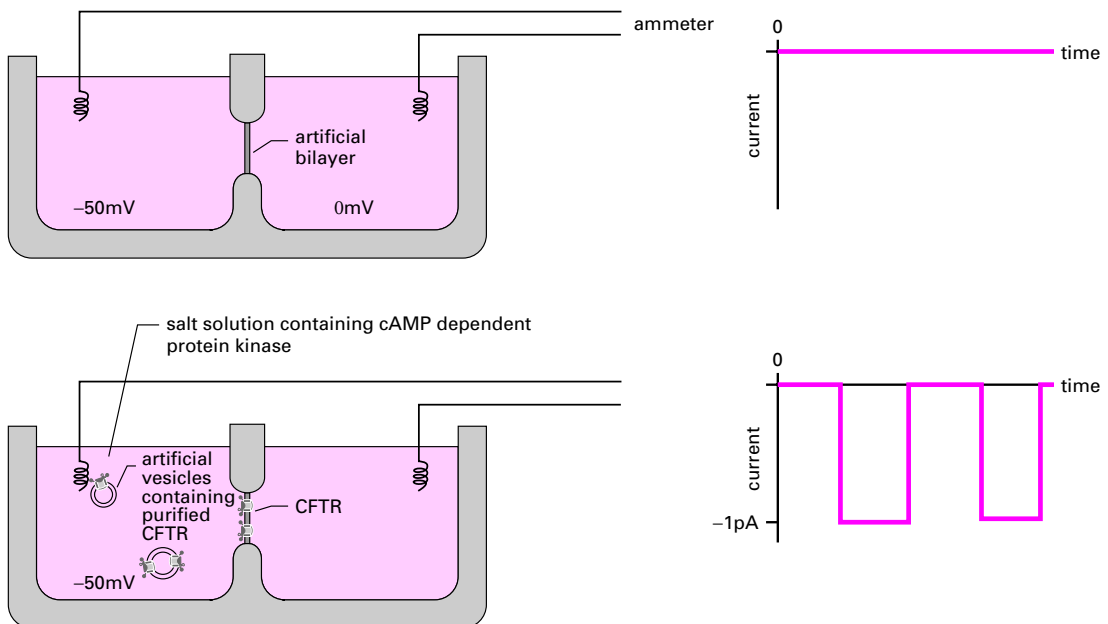 ammeter
artificial
bilayer
−50mV
0mV
0
time
current
salt solution containing cAMP dependent
protein kinase
artificial
vesicles
containing
purified
CFTR
CFTR
−50mV
0
time
current
−1pA